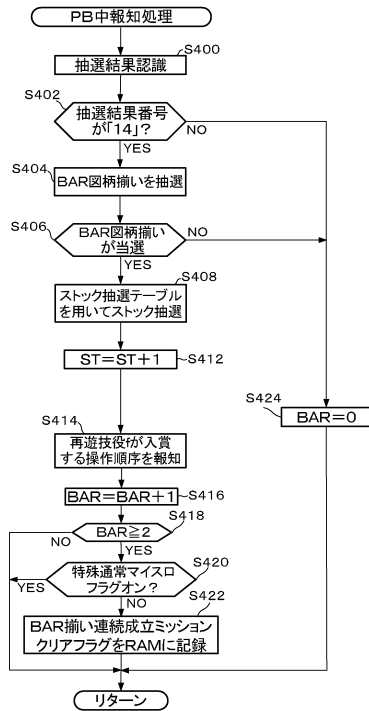 PB中報知処理
S400
抽選結果認識
S402
抽選結果番号
が「14」?
NO
YES
S404
BAR図柄揃いを抽選
S406
BAR図柄揃い
が当選
NO
YES
S408
ストック抽選テーブル
を用いてストック抽選
ST=ST+1
S412
S424
BAR=0
S414
再遊技役fが入賞
する操作順序を報知
BAR=BAR+1
S416
S418
BAR≧2
NO
YES
S420
特殊通常マイスロ
フラグオン?
YES
NO
S422
BAR揃い連続成立ミッション
クリアフラグをRAMに記録
リターン